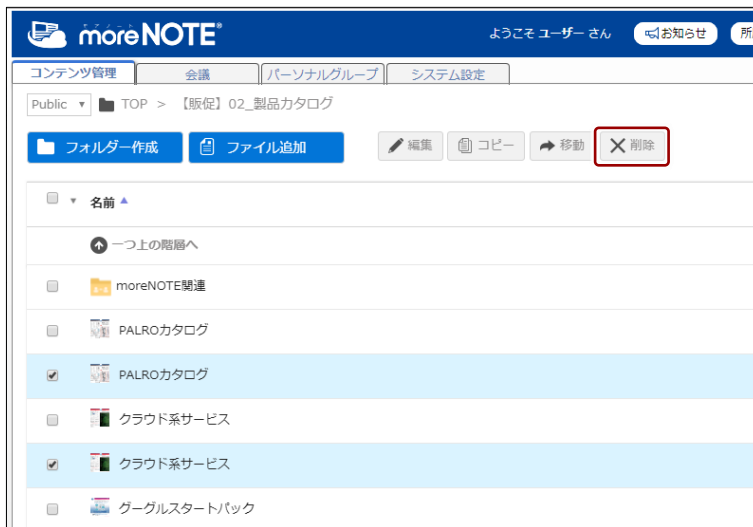 モアノート
moreNOTE® ようこそ ユーザー さん お知らせ 所
コンテンツ管理 会議 パーソナルグループ システム設定
Public ▼ TOP > 【販促】02_製品カタログ
フォルダー作成 ファイル追加 編集 コピー 移動 削除
▼ 名前 ▲
一つ上の階層へ
moreNOTE関連
PALROカタログ
PALROカタログ
クラウド系サービス
クラウド系サービス
グーグルスタートパック